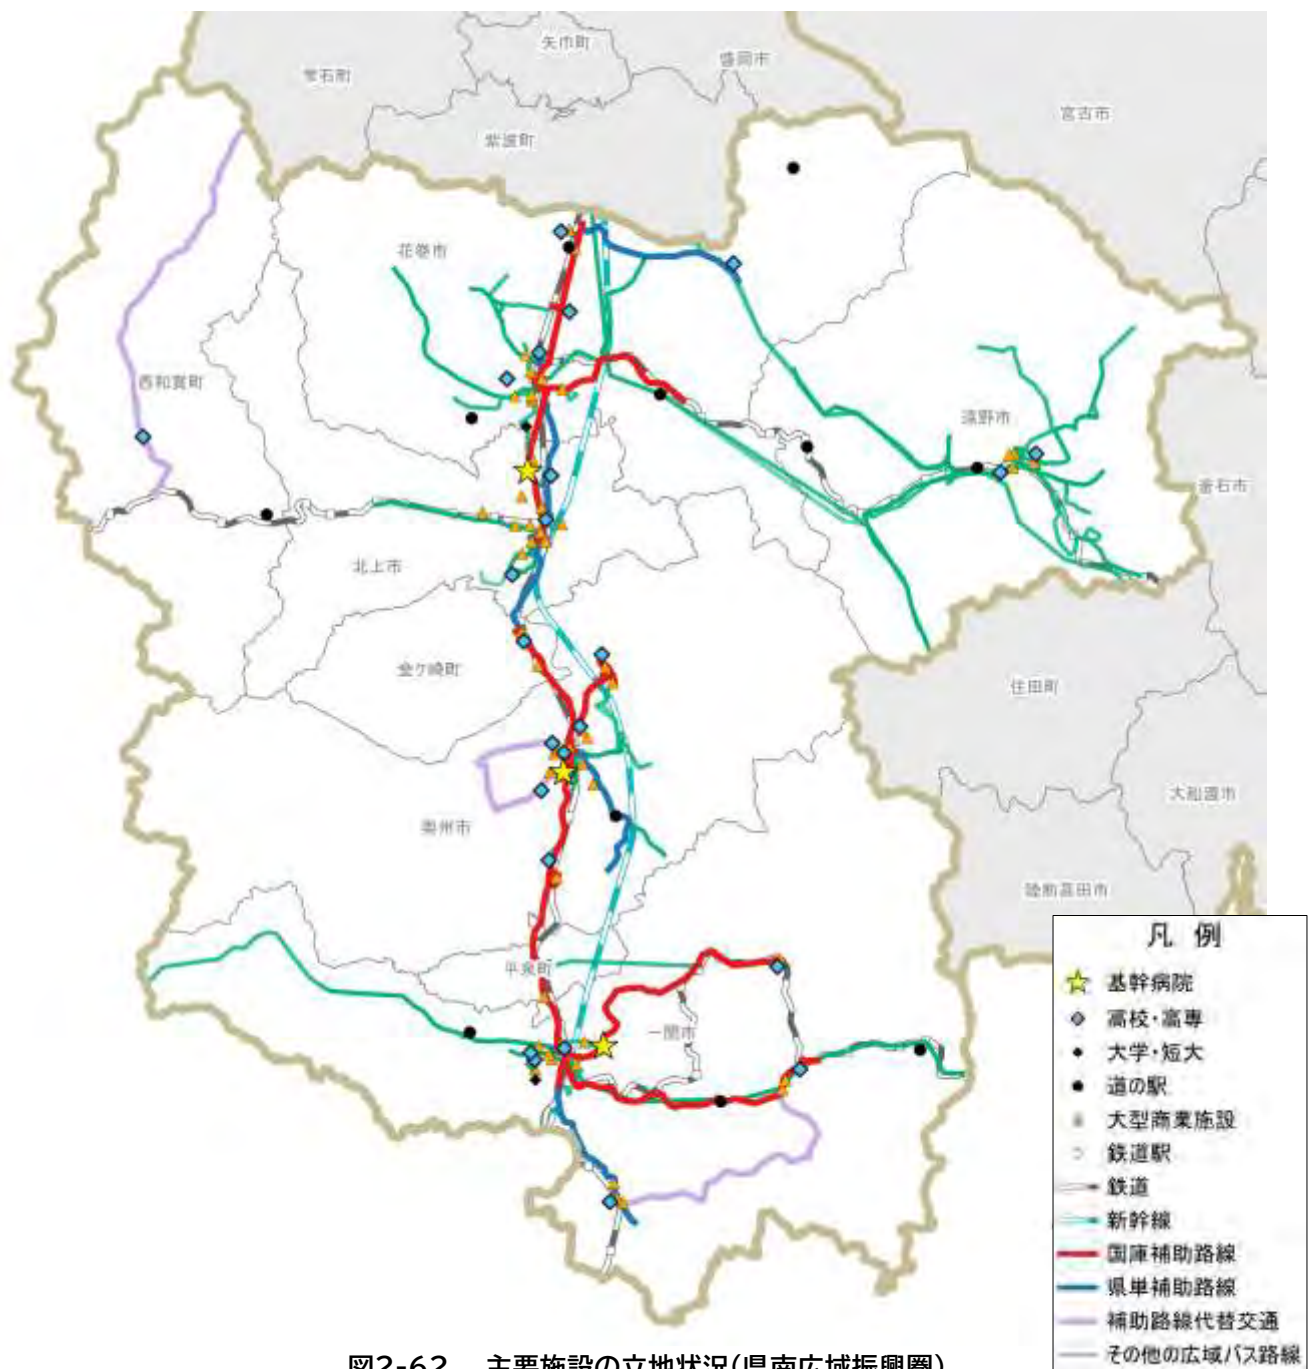 矢巾町
盛岡市
雫石町
宮古市
紫波町
花巻市
西和賀町
遠野市
釜石市
北上市
金ケ崎町
住田町
大船渡市
奥州市
陸前高田市
平泉町
一関市
凡 例
基幹病院
高校・高専
大学・短大
道の駅
大型商業施設
鉄道駅
鉄道
新幹線
国庫補助路線
県単補助路線
補助路線代替交通
その他の広域バス路線
図2-62 主要施設の立地状況(県南広域振興圏)